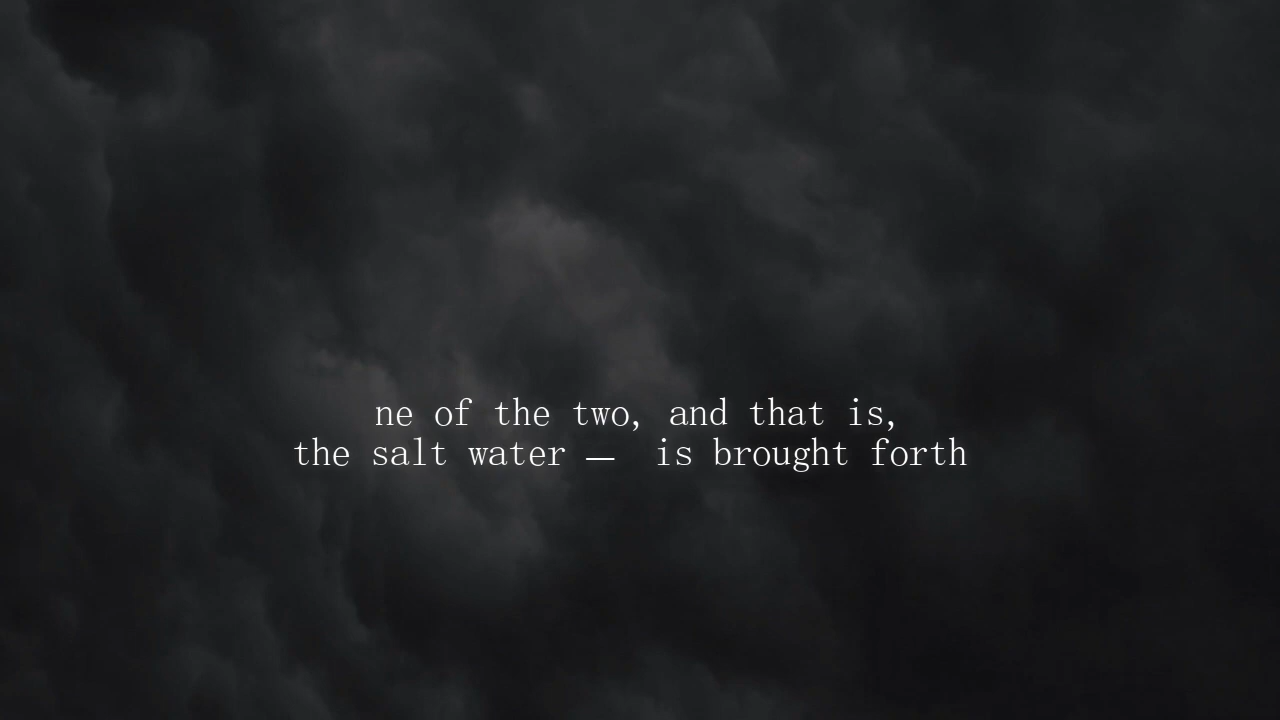 ne of the two, and that is,
the salt water — is brought forth